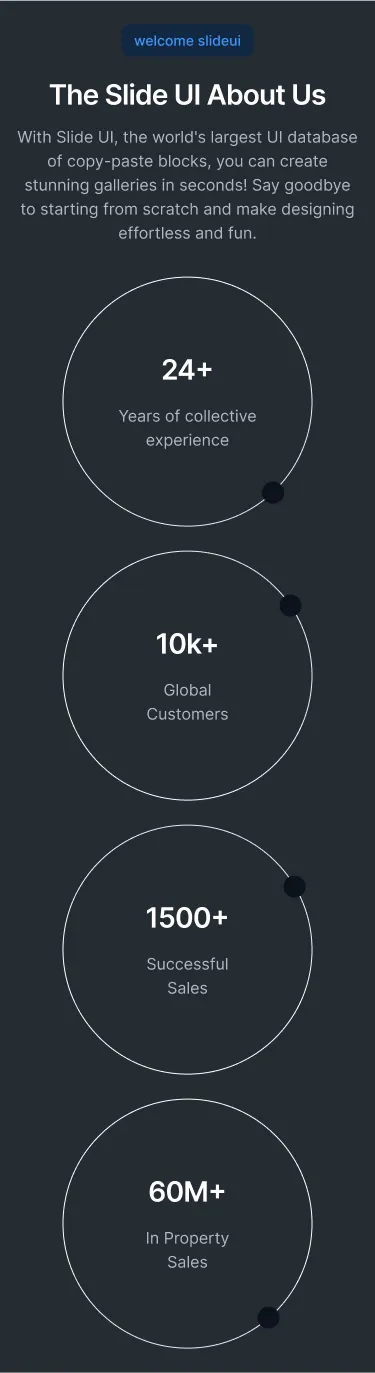 welcome slideui
The Slide UI About Us
With Slide UI, the world's largest UI database
of copy-paste blocks, you can create
stunning galleries in seconds! Say goodbye
to starting from scratch and make designing
effortless and fun.
24+
Years of collective
experience
10k+
Global
Customers
1500+
Successful
Sales
60M+
In Property
Sales